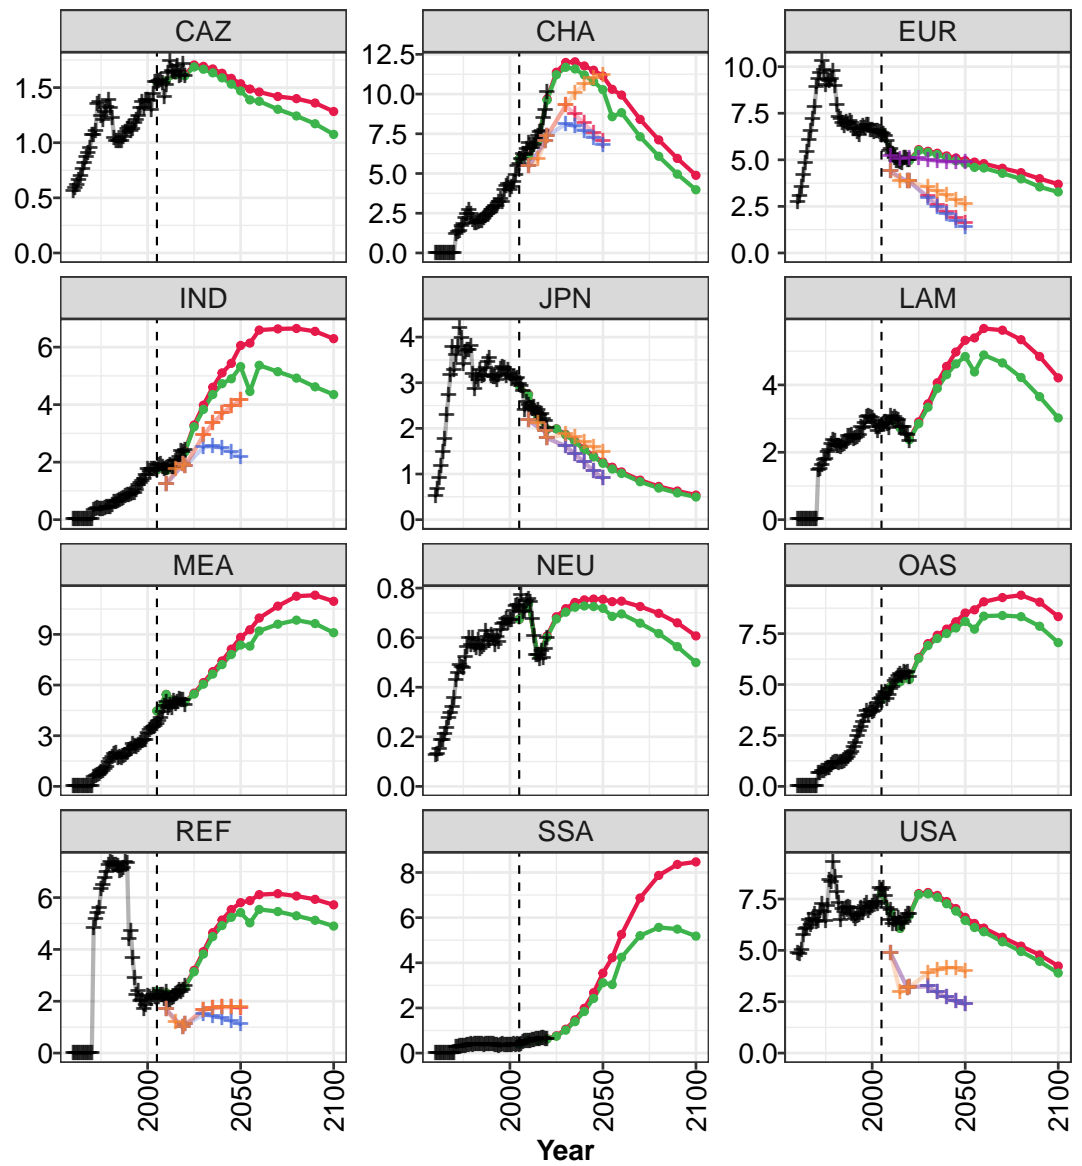 CAZ CHA EUR
0.0 0.5 1.0 1.5
0.0 2.5 5.0 7.5 10.0 12.5
0.0 2.5 5.0 7.5 10.0
IND JPN LAM
0 2 4 6
0 1 2 3 4
0 2 4
MEA NEU OAS
0 3 6 9
0.0 0.2 0.4 0.6 0.8
0.0 2.5 5.0 7.5
REF SSA USA
0 2 4 6
0 2 4 6 8
0.0 2.5 5.0 7.5
2000 2050 2100 2000 2050 2100 2000 2050 2100
Year